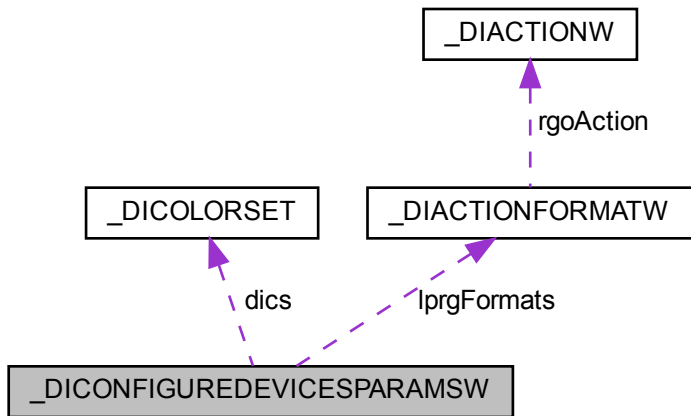 _DIACTIONW
rgoAction
_DICOLORSET
_DIACTIONFORMATW
dics
lprgFormats
_DICONFIGUREDEVICESPARAMSW